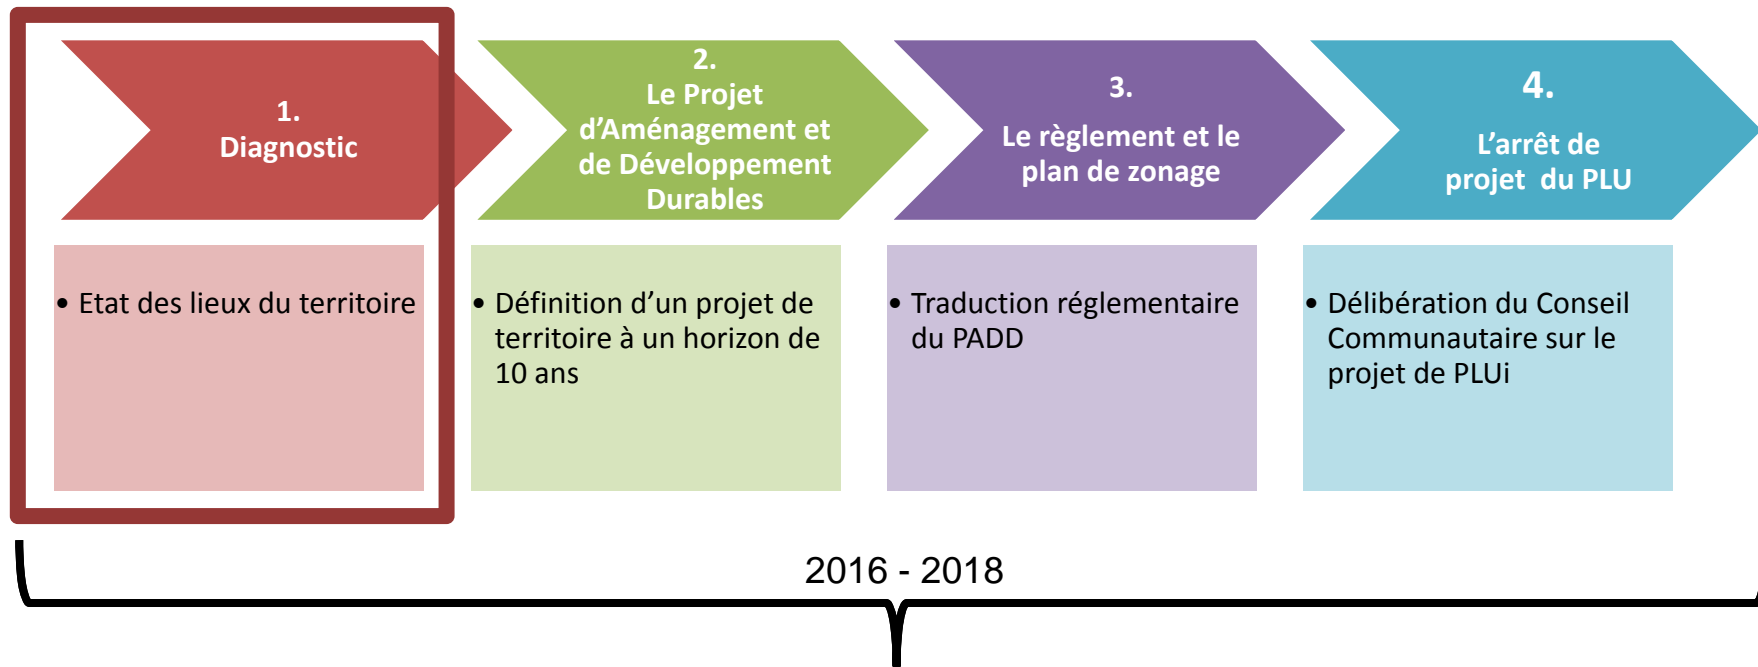 1.
Diagnostic
2.
Le Projet
d’Aménagement et
de Développement
Durables
3.
Le règlement et le
plan de zonage
4.
L’arrêt de
projet  du PLU
• Etat des lieux du territoire
• Définition d’un projet de
territoire à un horizon de
10 ans
• Traduction réglementaire
du PADD
• Délibération du Conseil
Communautaire sur le
projet de PLUi
2016 - 2018